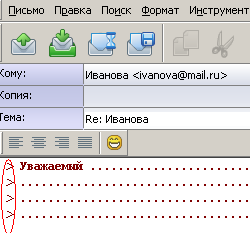 Письмо Правка Поиск Формат Инструмент
Кому: Иванова <ivanova@mail.ru>
Копия:
Тема: Re: Иванова
> Уважаемый ....................
> ....................
> ....................
> ....................